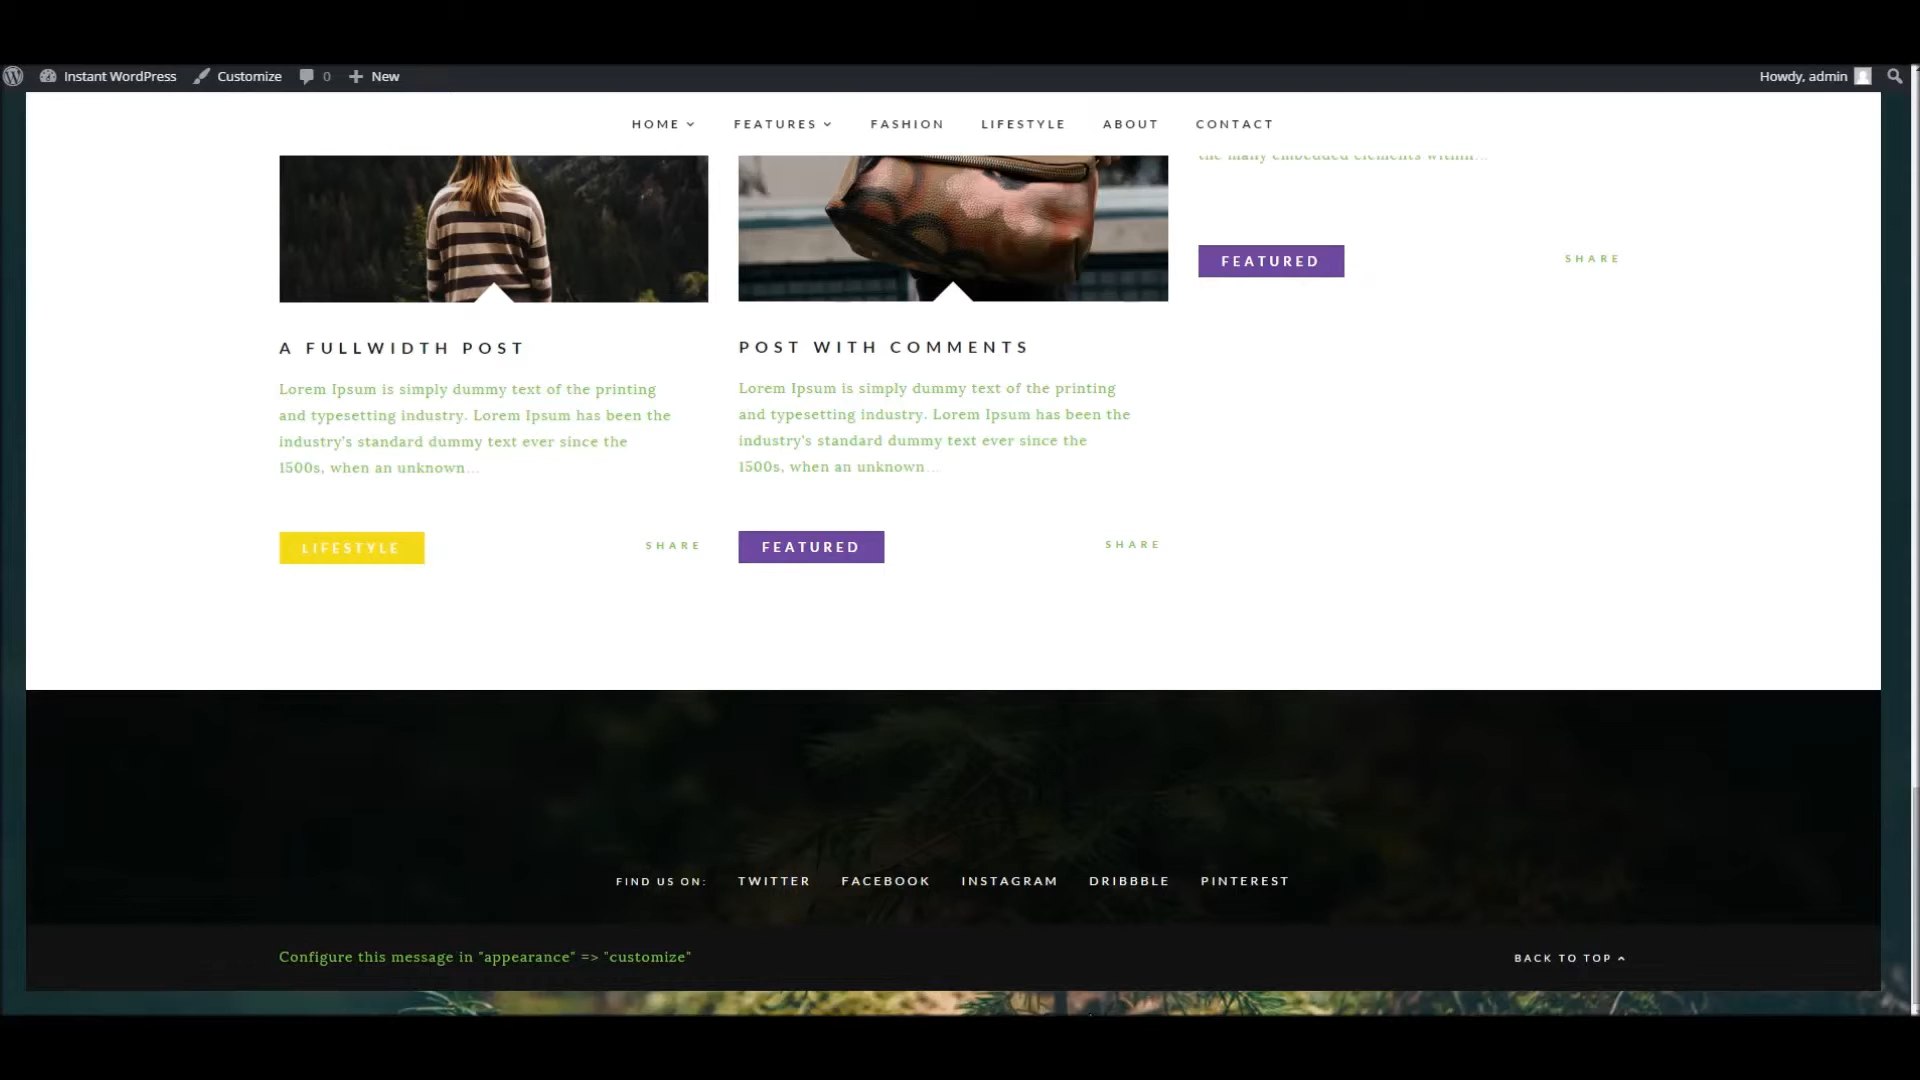 Instant WordPress Customize 0 New Howdy, admin
HOME FEATURES FASHION LIFESTYLE ABOUT CONTACT
the many embedded elements within...
FEATURED SHARE
A FULLWIDTH POST
Lorem Ipsum is simply dummy text of the printing
and typesetting industry. Lorem Ipsum has been the
industry's standard dummy text ever since the
1500s, when an unknown...
LIFESTYLE SHARE
POST WITH COMMENTS
Lorem Ipsum is simply dummy text of the printing
and typesetting industry. Lorem Ipsum has been the
industry's standard dummy text ever since the
1500s, when an unknown...
FEATURED SHARE
FIND US ON: TWITTER FACEBOOK INSTAGRAM DRIBBBLE PINTEREST
Configure this message in "appearance" => "customize"
BACK TO TOP